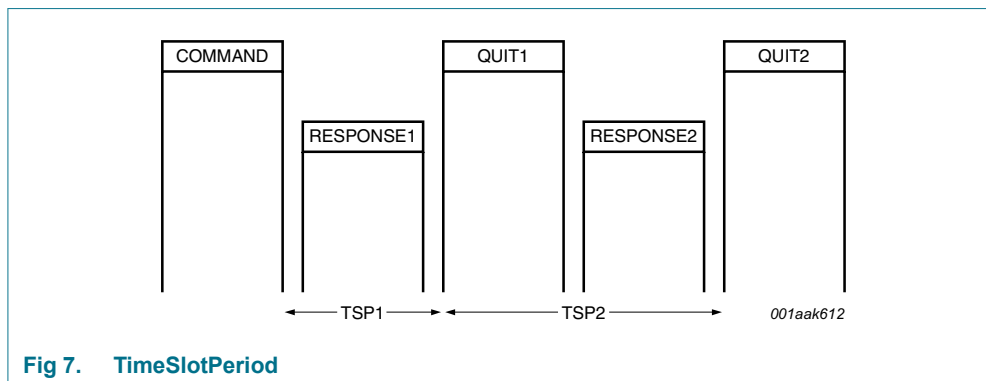 COMMAND
QUIT1
QUIT2
RESPONSE1
RESPONSE2
TSP1
TSP2
001aak612
Fig 7. TimeSlotPeriod